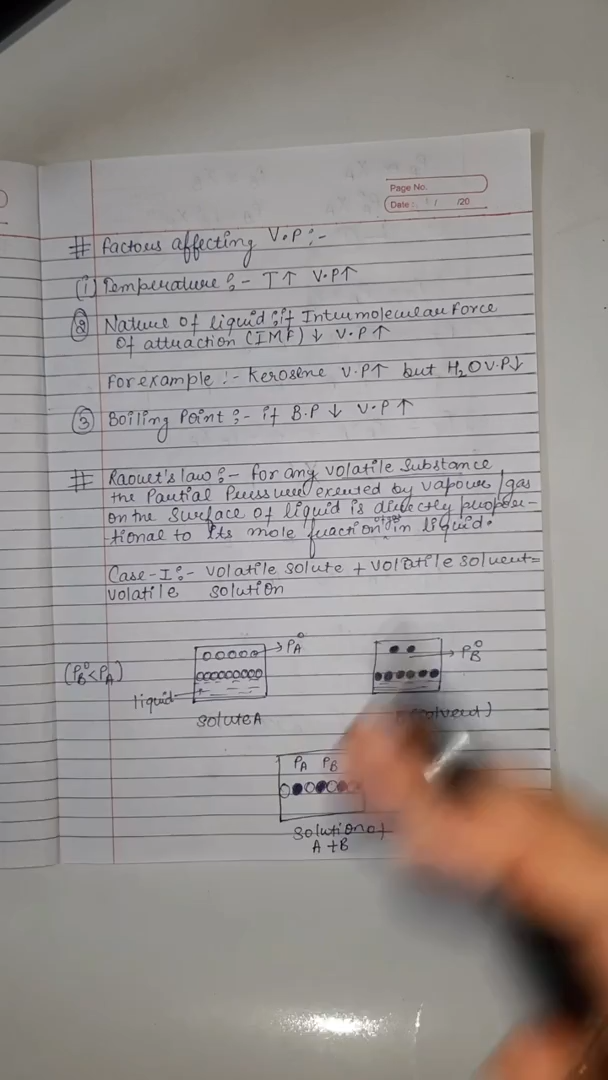 Page No.
Date : / /20
# Factors affecting V.P :-
(i) Temperature :- T↑ V.P↑
② Nature of liquid :if Intermolecular Force
Of attraction (IMF) ↓ V.P ↑
For example :- Kerosene V.P↑ but H₂O V.P↓
③ Boiling Point :- if B.P ↓ V.P ↑
# Raoult's law :- For any volatile Substance
the Partial Pressure exerted by vapour/gas
on the surface of liquid is directly propor-
tional to its mole fraction in liquid.
Case-I :- volatile solute + volatile solvent =
volatile solution
(P°B < P°A)
P°A
P°B
liquid
solute A
PA PB
solution of
A + B